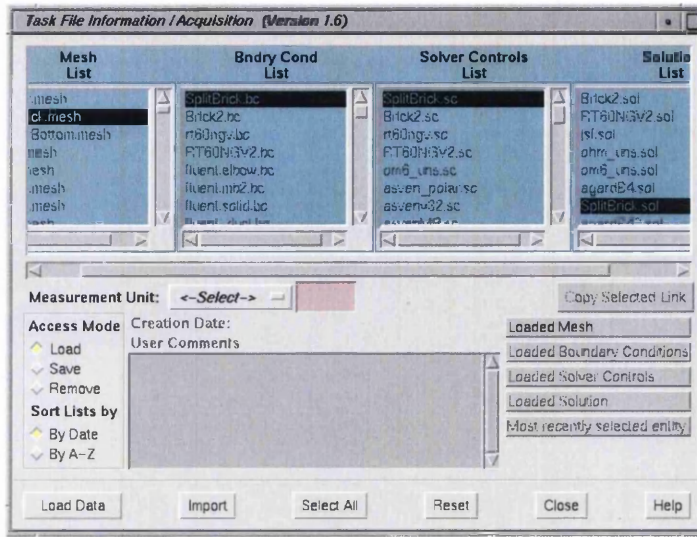 Task File Information / Acquisition (Version 1.6)
Mesh List
Bndry Cond List
Solver Controls List
List
.mesh
.mesh
Bottom.mesh
mesh
mesh
.mesh
SplitBrick.bc
Brick2.bc
rt60ngv.bc
RT60NGV2.bc
fluent.elbow.bc
fluent.mb2.bc
fluent.solid.bc
SplitBrick.sc
Brick2.sc
rt60ngv.sc
RT60NGV2.sc
om6_uns.sc
asven_polar.sc
asvenv32.sc
Brick2.sol
RT60NGV2.sol
jsf.sol
ohm_uns.sol
om6_uns.sol
agardE4.sol
SplitBrick.sol
Measurement Unit: <-Select->
Copy Selected Link
Access Mode
Load
Save
Remove
Sort Lists by
By Date
By A-Z
Creation Date:
User Comments
Loaded Mesh
Loaded Boundary Conditions
Loaded Solver Controls
Loaded Solution
Most recently selected entity
Load Data
Import
Select All
Reset
Close
Help